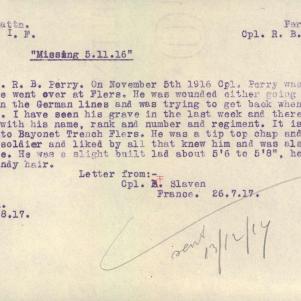 attn. Per
I. F. Cpl. R. B.
"Missing 5.11.16"
. R. B. Perry. On November 5th 1916 Cpl. Perry was
e went over at Flers. He was wounded either going
n the German lines and was trying to get back when
. I have seen his grave in the last week and there
with his name, rank and number and regiment. It is
to Bayonet Trench Flers. He was a tip top chap and
soldier and liked by all that knew him and was al
e. He was a slight built lad about 5'6 to 5'8", he
ndy hair.
Letter from:-
Cpl. A. Slaven
France. 26.7.17.
8.17.
sent
13/12/17